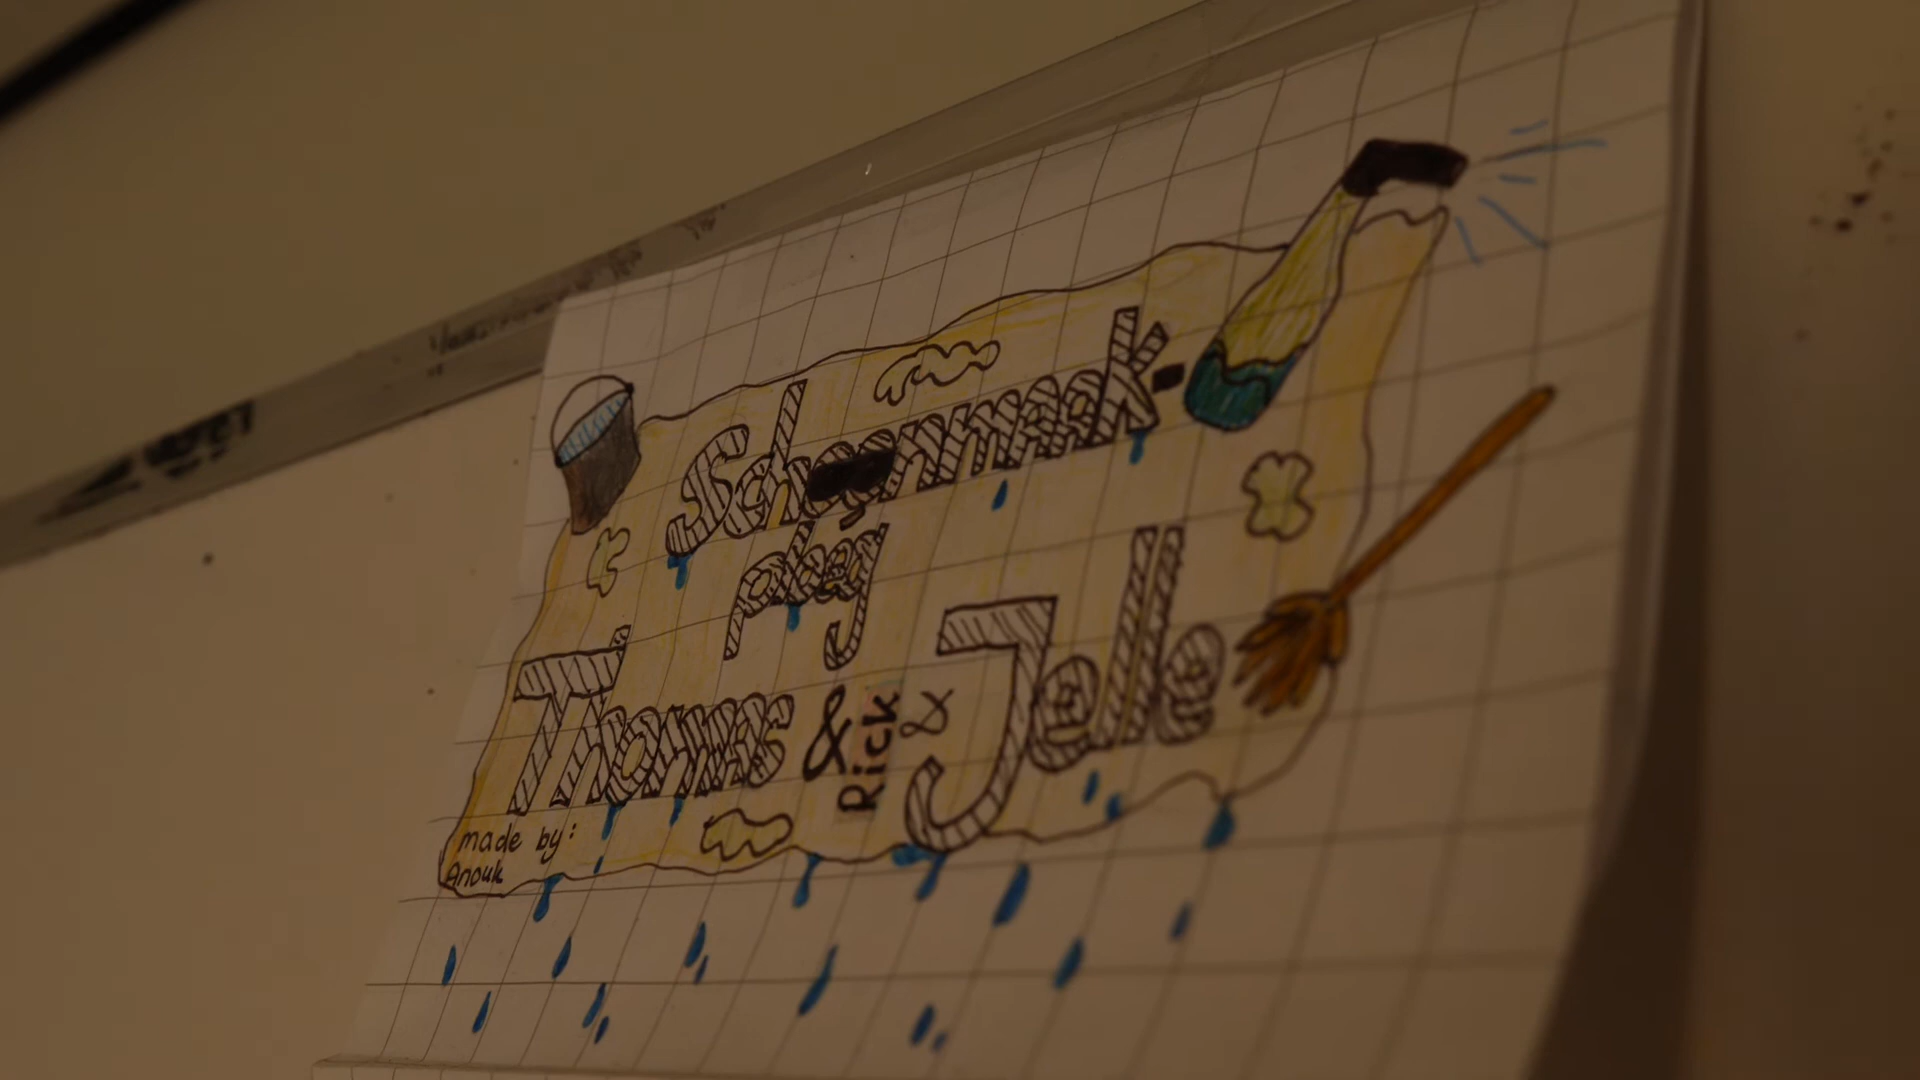 Schoonmaak-
ploeg
Thomas & Rick & Jelle
made by:
Anouk